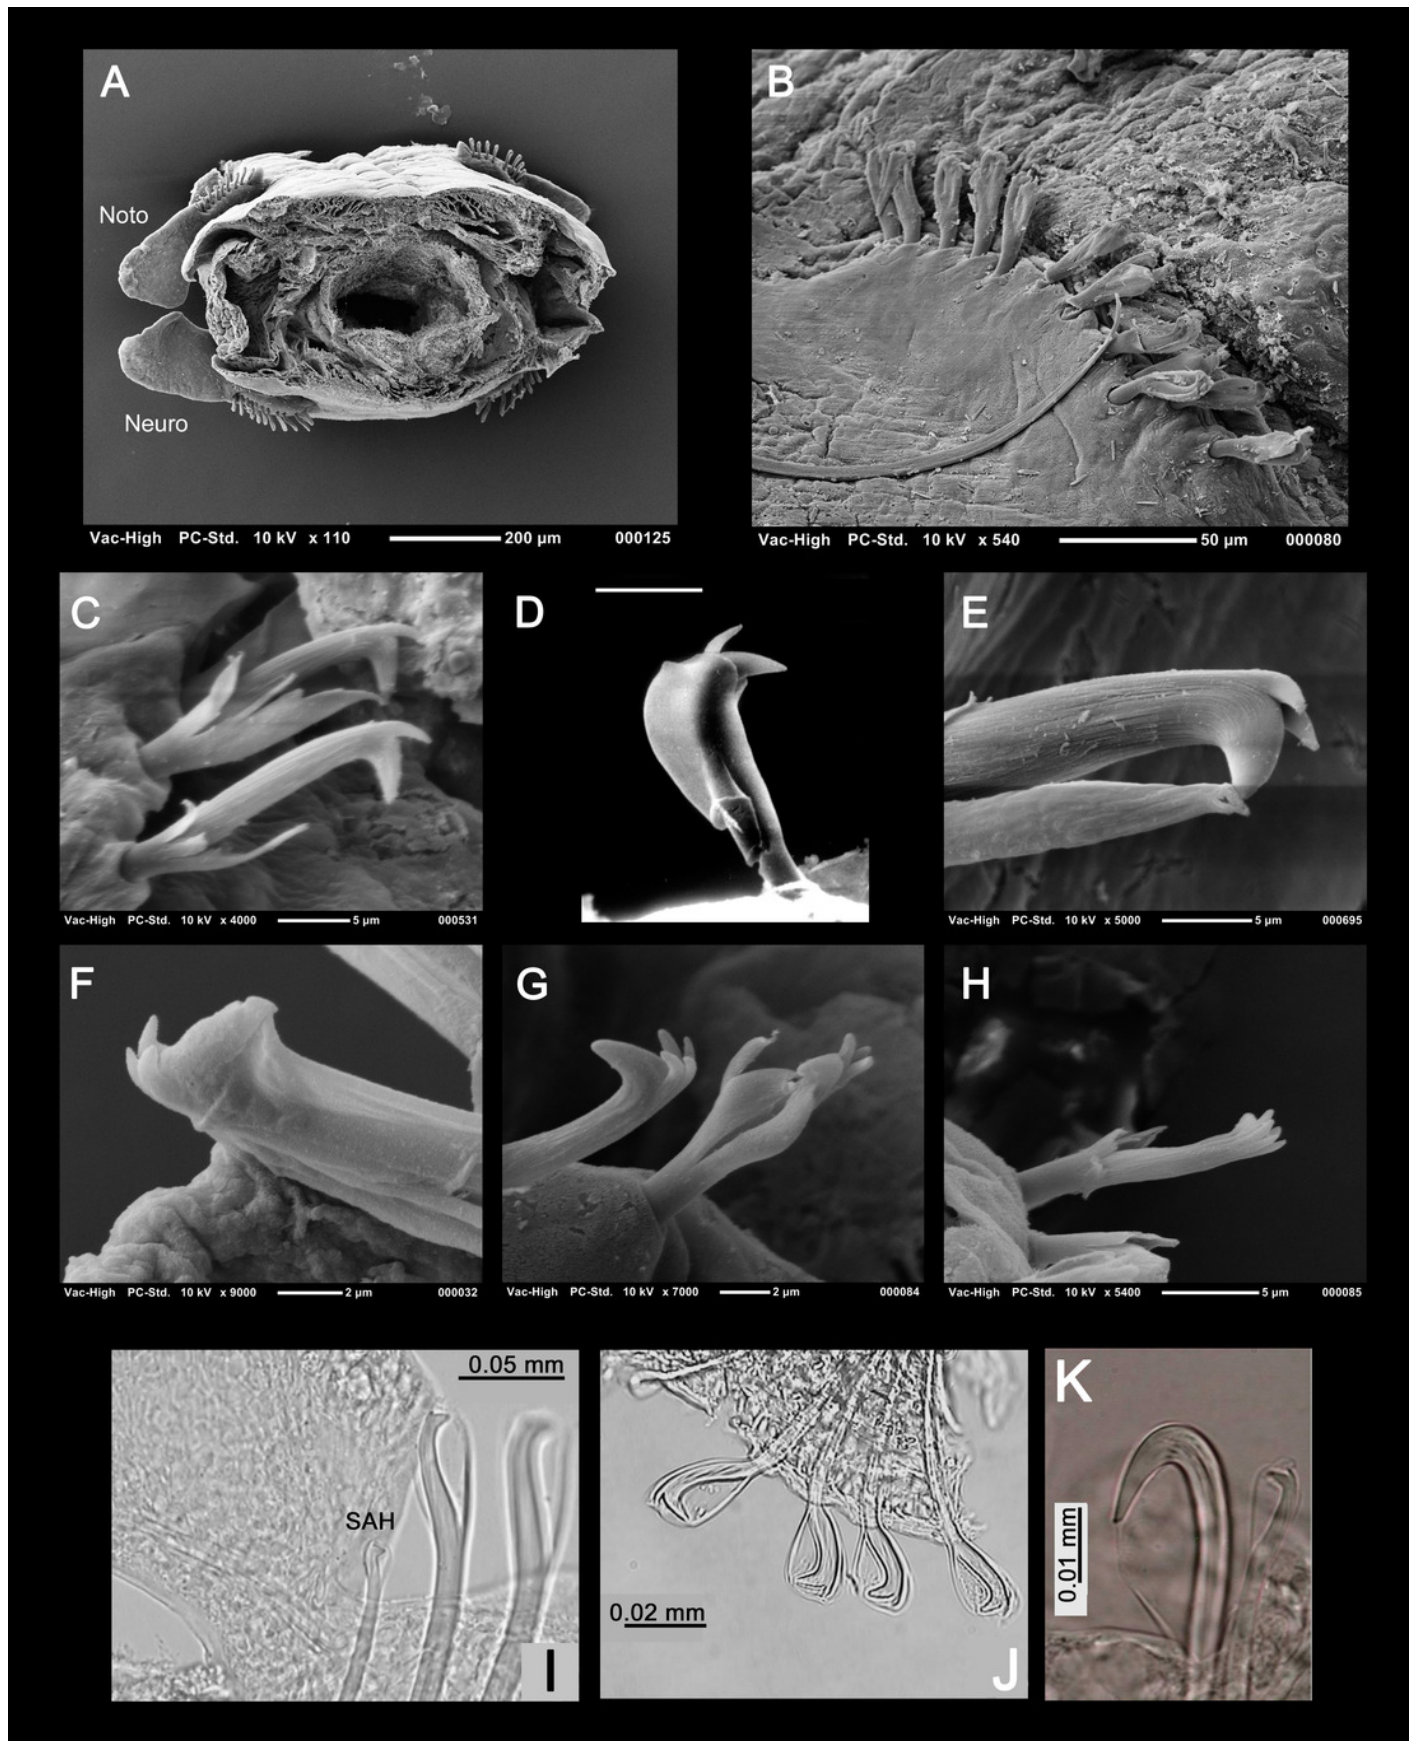 A
Noto
Neuro
Vac-High PC-Std. 10 kV x 110 200 µm 000125
B
Vac-High PC-Std. 10 kV x 540 50 µm 000080
C
Vac-High PC-Std. 10 kV x 4000 5 µm 000531
D
E
Vac-High PC-Std. 10 kV x 5000 5 µm 000695
F
Vac-High PC-Std. 10 kV x 9000 2 µm 000032
G
Vac-High PC-Std. 10 kV x 7000 2 µm 000084
H
Vac-High PC-Std. 10 kV x 5400 5 µm 000085
0.05 mm
SAH
I
0.02 mm
J
K
0.01 mm